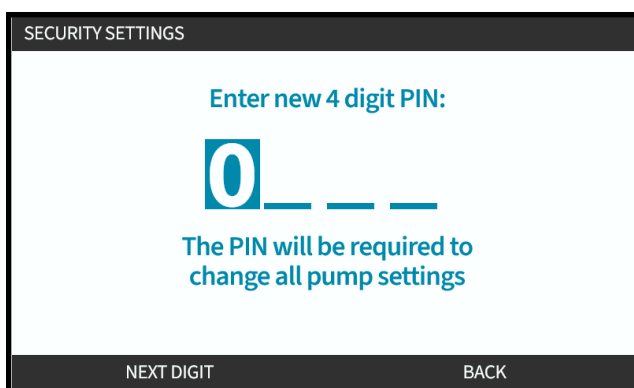 SECURITY SETTINGS
Enter new 4 digit PIN:
0
The PIN will be required to
change all pump settings
NEXT DIGIT BACK